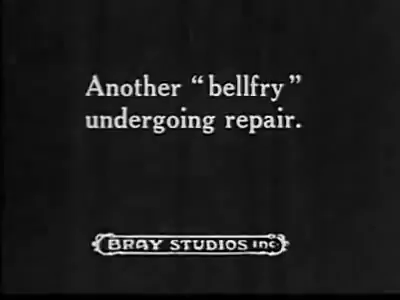 Another “bellfry”
undergoing repair.
BRAY STUDIOS INC